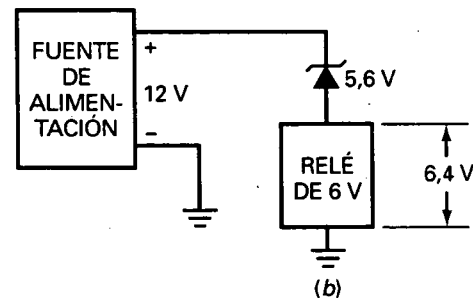 FUENTE
DE
ALIMEN-
TACIÓN
+
12 V
–
5,6 V
RELÉ
DE 6 V
6,4 V
(b)